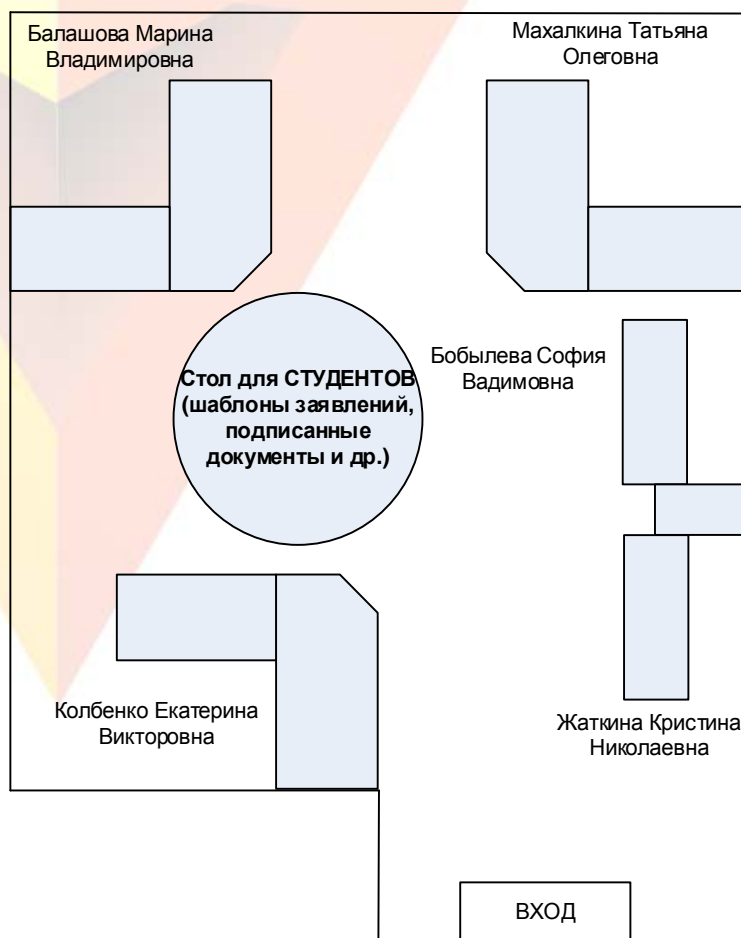 Балашова Марина
Владимировна
Махалкина Татьяна
Олеговна
Стол для СТУДЕНТОВ
(шаблоны заявлений,
подписанные
документы и др.)
Бобылева София
Вадимовна
Колбенко Екатерина
Викторовна
Жаткина Кристина
Николаевна
ВХОД